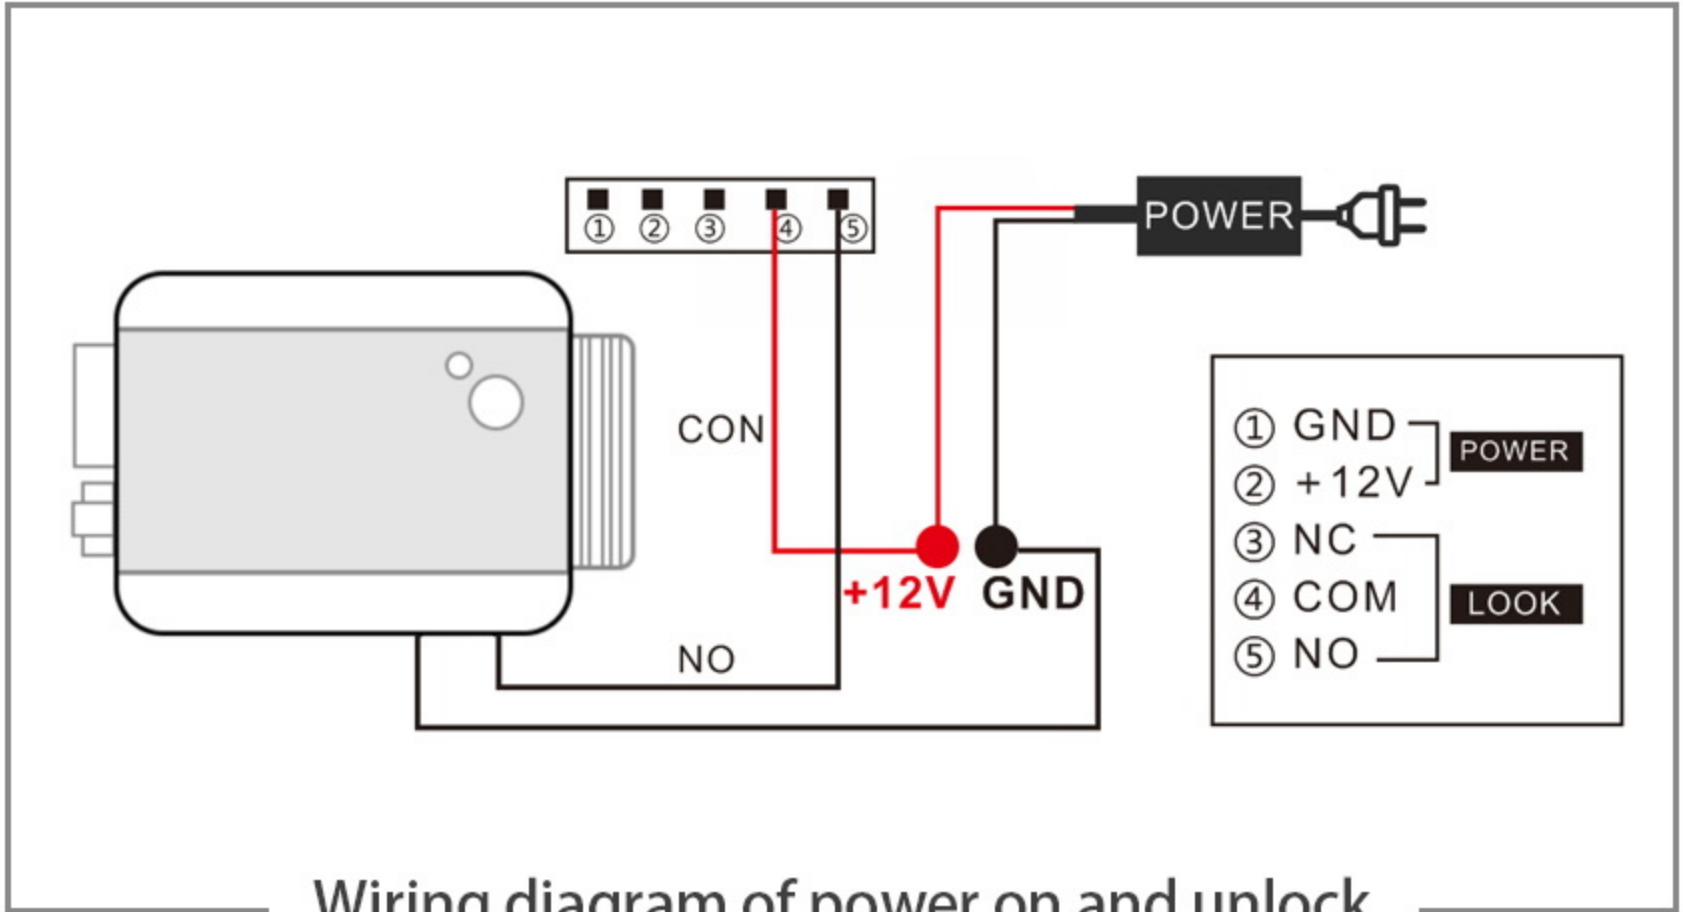 ① ② ③ ④ ⑤
POWER
CON
+12V GND
NO
① GND
② +12V
POWER
③ NC
④ COM
⑤ NO
LOOK
Wiring diagram of power on and unlock